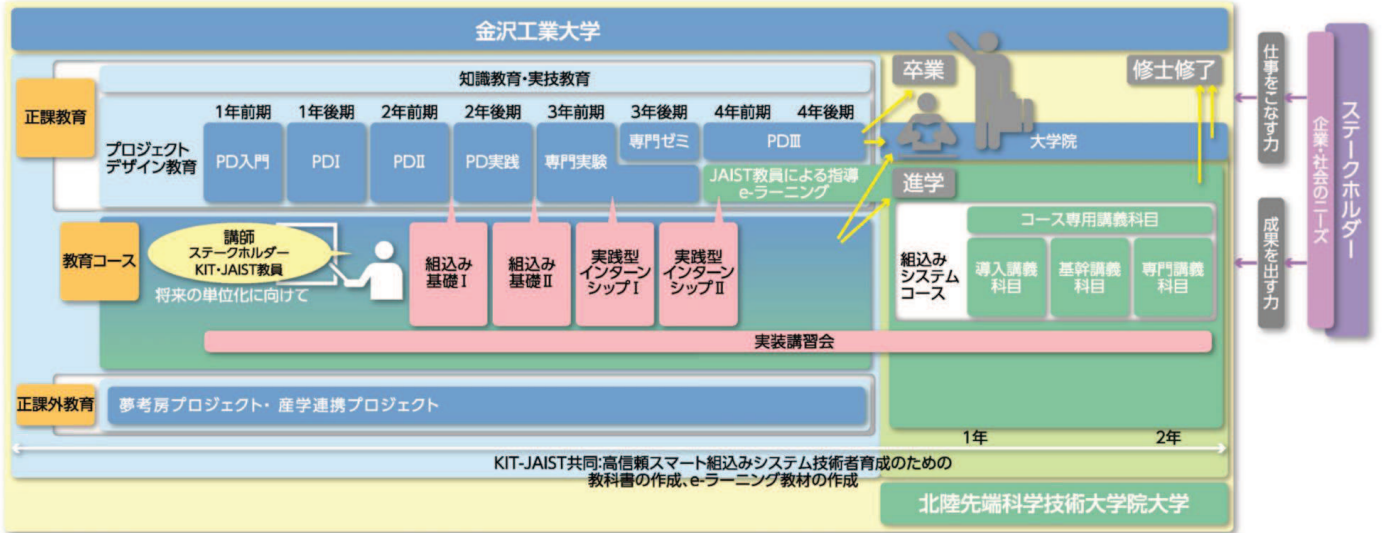 金沢工業大学
正課教育
知識教育・実技教育
1年前期
1年後期
2年前期
2年後期
3年前期
3年後期
4年前期
4年後期
プロジェクト
デザイン教育
PD入門
PDⅠ
PDⅡ
PD実践
専門実験
専門ゼミ
PDⅢ
JAIST教員による指導
e-ラーニング
卒業
修士修了
大学院
進学
教育コース
講師
ステークホルダー
KIT・JAIST教員
将来の単位化に向けて
組込み
基礎Ⅰ
組込み
基礎Ⅱ
実践型
インターン
シップⅠ
実践型
インターン
シップⅡ
組込み
システム
コース
コース専用講義科目
導入講義
科目
基幹講義
科目
専門講義
科目
実装講習会
正課外教育
夢考房プロジェクト・産学連携プロジェクト
1年
2年
KIT-JAIST共同:高信頼スマート組込みシステム技術者育成のための
教科書の作成、e-ラーニング教材の作成
北陸先端科学技術大学院大学
仕事をこなす力
成果を出す力
企業・社会のニーズ
ステークホルダー